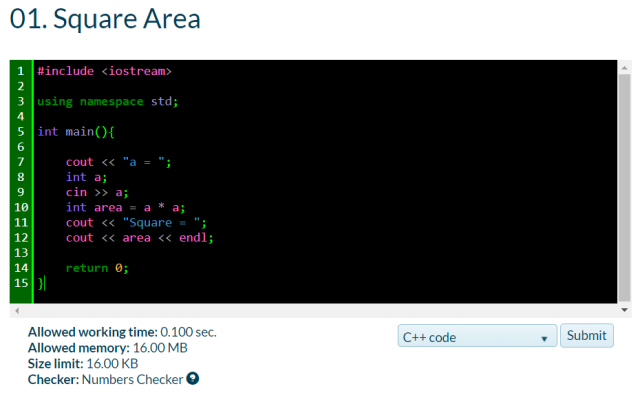 01. Square Area
1 #include <iostream>
2
3 using namespace std;
4
5 int main(){
6
7     cout << "a = ";
8     int a;
9     cin >> a;
10     int area = a * a;
11     cout << "Square = ";
12     cout << area << endl;
13
14     return 0;
15 }
Allowed working time: 0.100 sec.
Allowed memory: 16.00 MB
Size limit: 16.00 KB
Checker: Numbers Checker ?
C++ code
Submit